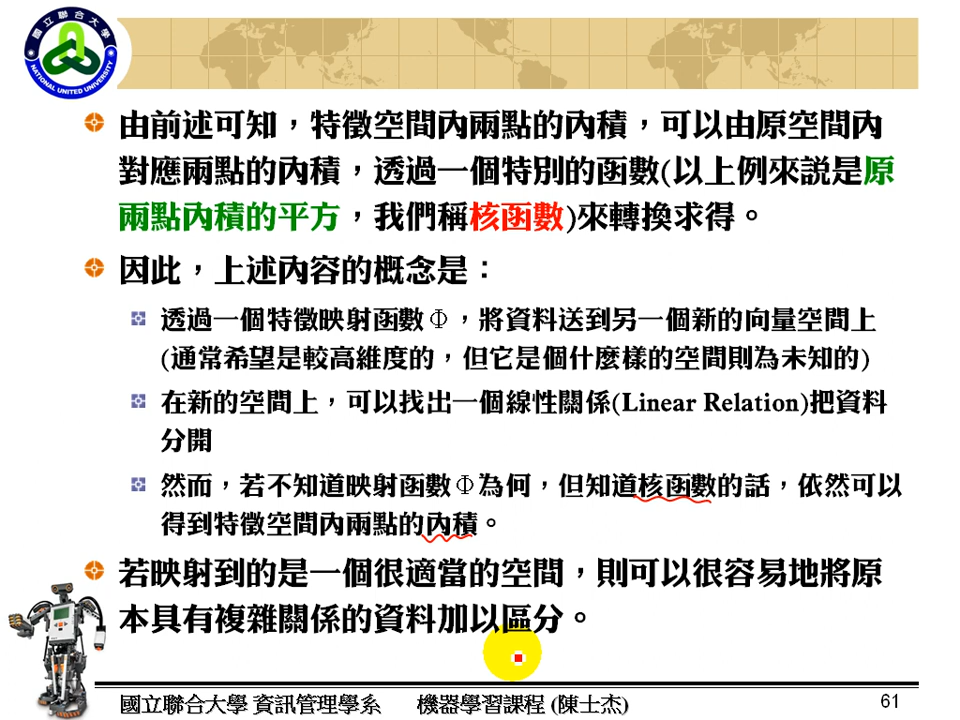 國立聯合大學
NATIONAL UNITED UNIVERSITY
由前述可知，特徵空間內兩點的內積，可以由原空間內
對應兩點的內積，透過一個特別的函數(以上例來說是原
兩點內積的平方，我們稱核函數)來轉換求得。
因此，上述內容的概念是：
透過一個特徵映射函數Φ，將資料送到另一個新的向量空間上
(通常希望是較高維度的，但它是個什麼樣的空間則為未知的)
在新的空間上，可以找出一個線性關係(Linear Relation)把資料
分開
然而，若不知道映射函數Φ為何，但知道核函數的話，依然可以
得到特徵空間內兩點的內積。
若映射到的是一個很適當的空間，則可以很容易地將原
本具有複雜關係的資料加以區分。
國立聯合大學 資訊管理學系 機器學習課程 (陳士杰)
61